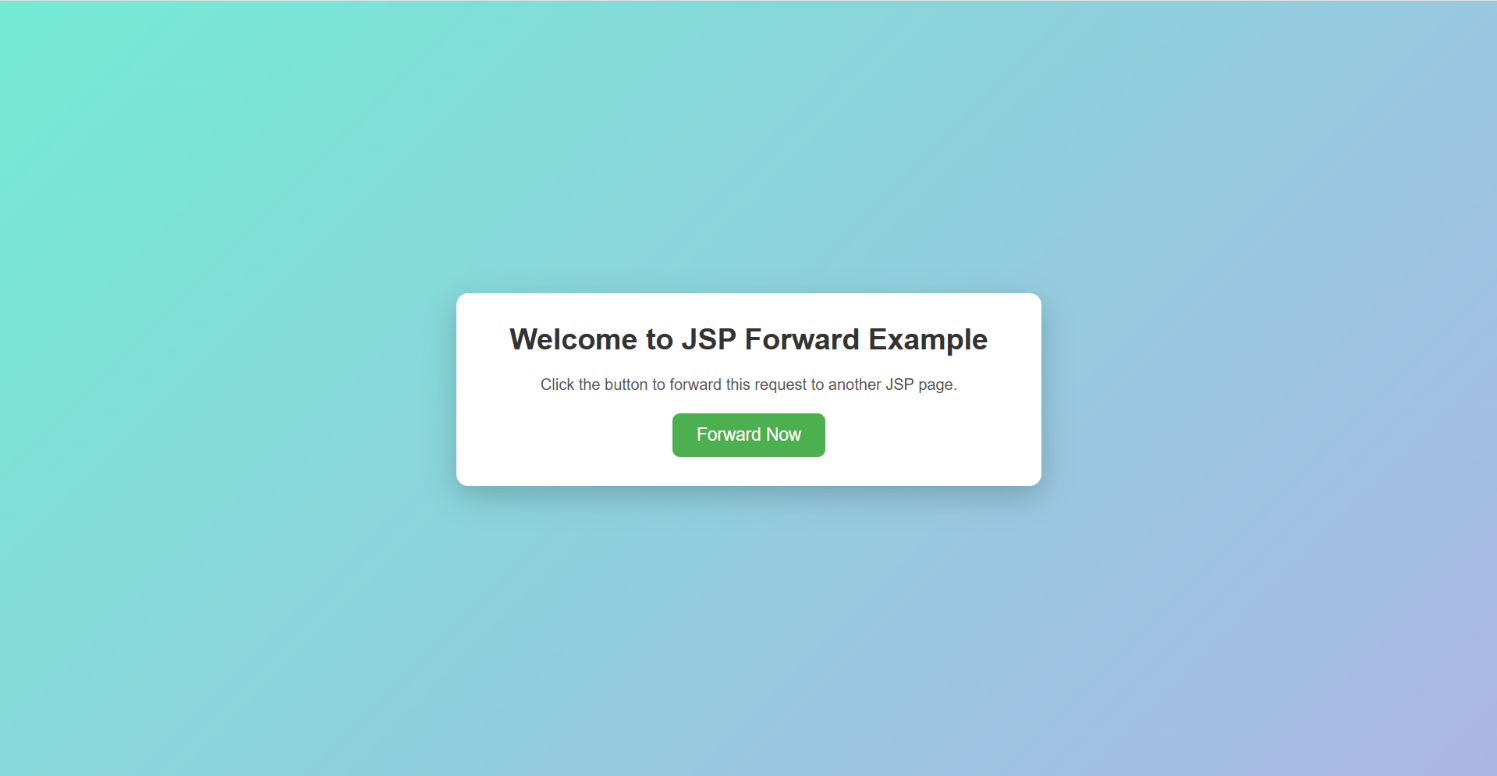 Welcome to JSP Forward Example
Click the button to forward this request to another JSP page.
Forward Now